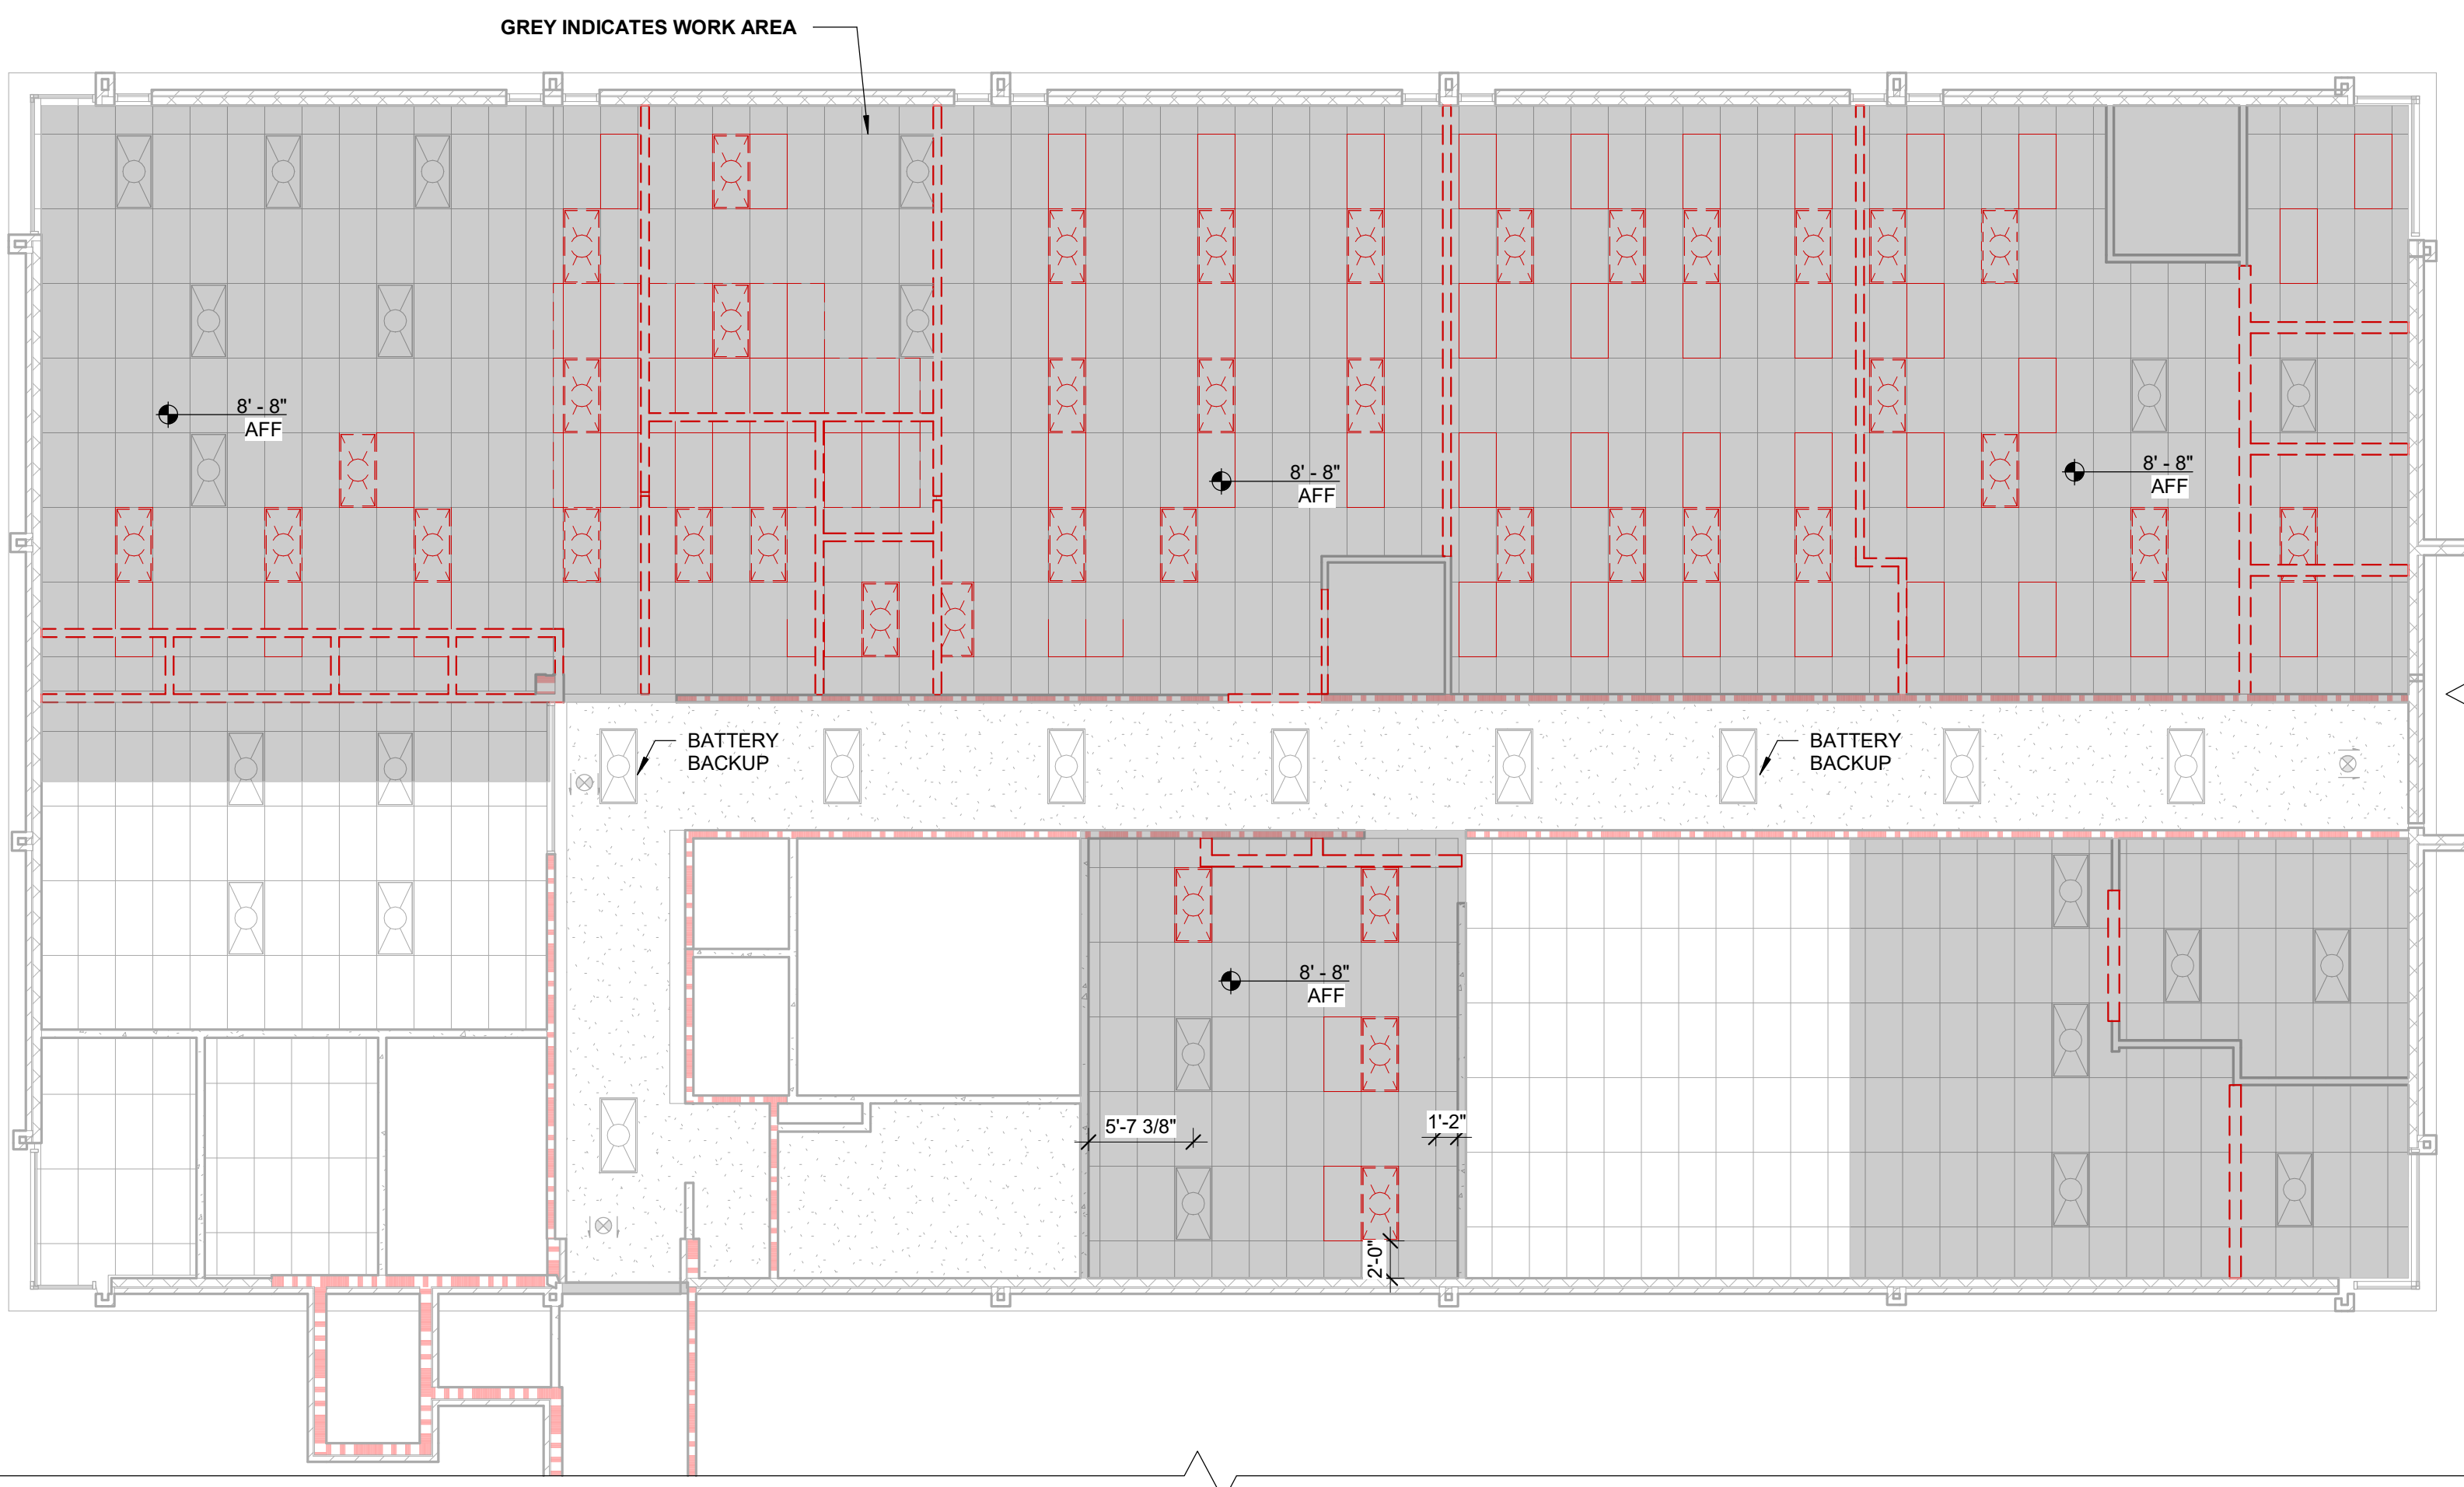 GREY INDICATES WORK AREA
8' - 8"
AFF
8' - 8"
AFF
8' - 8"
AFF
BATTERY
BACKUP
BATTERY
BACKUP
8' - 8"
AFF
5'-7 3/8"
1'-2"
2'-0"